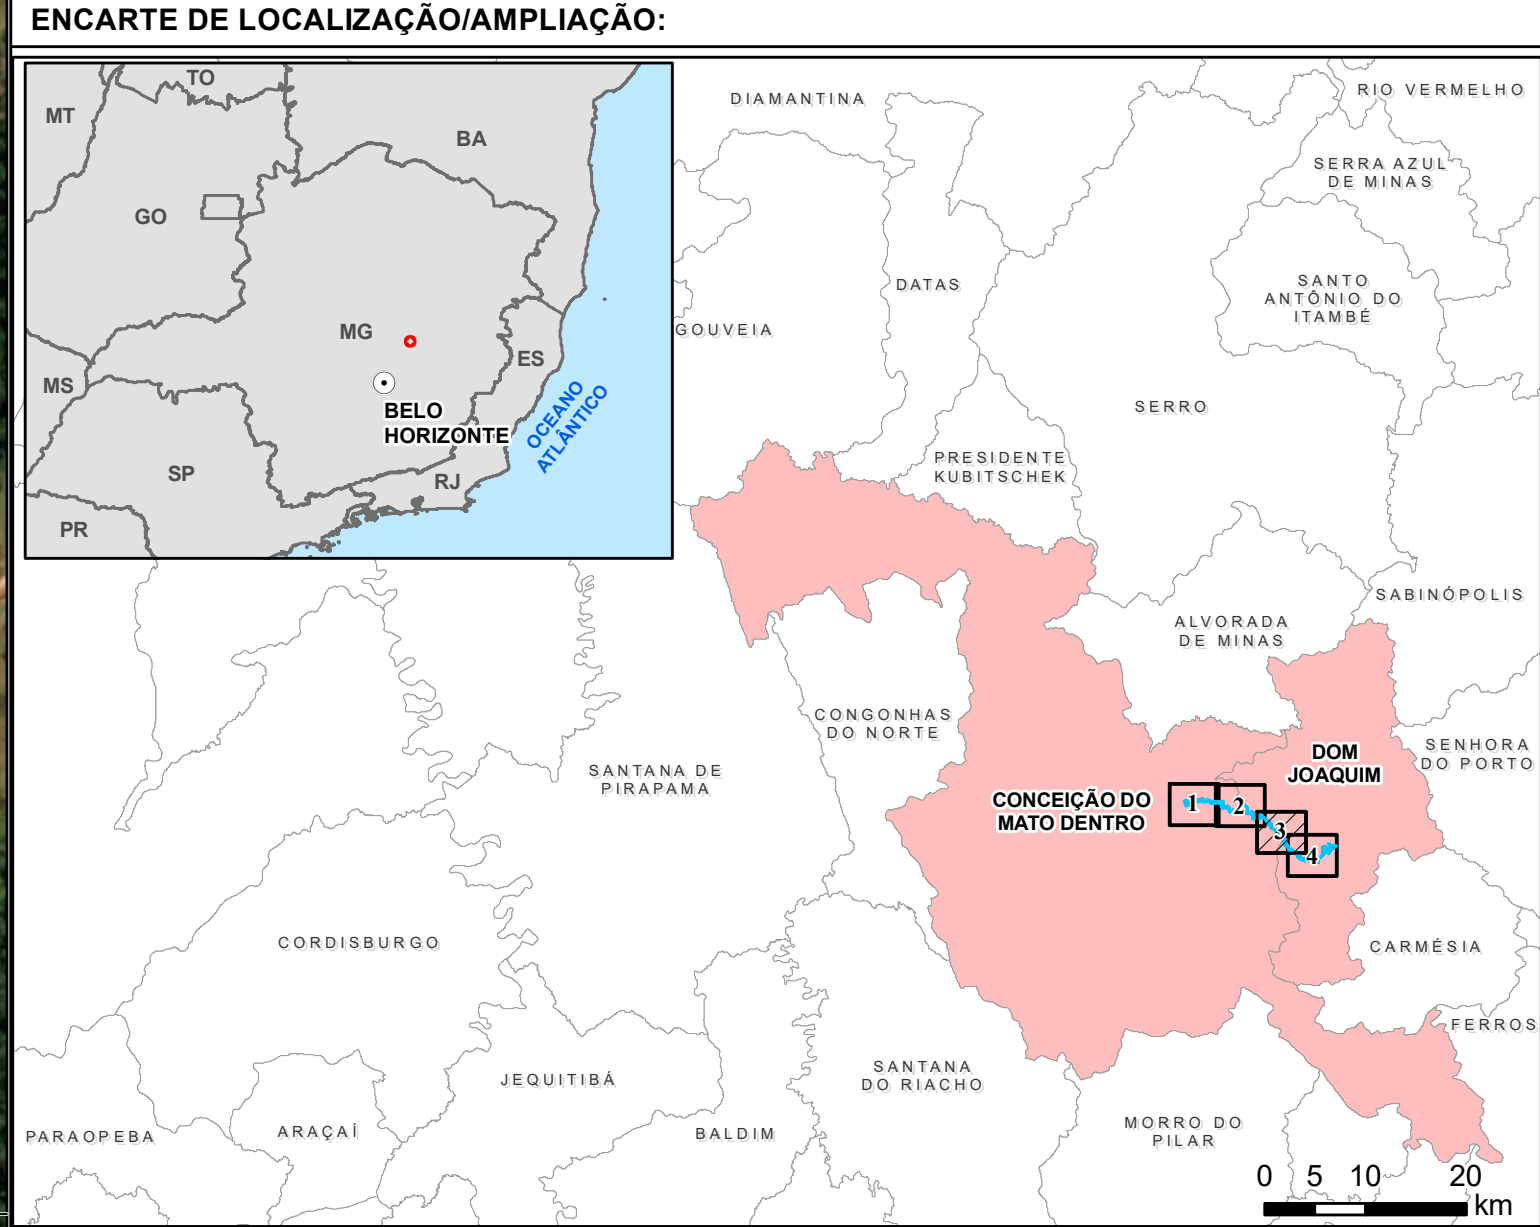 ENCARTE DE LOCALIZAÇÃO/AMPLIAÇÃO:
TO
MT
BA
GO
MG
ES
MS
BELO
HORIZONTE
OCEANO
ATLÂNTICO
SP
RJ
PR
DIAMANTINA
RIO VERMELHO
SERRA AZUL
DE MINAS
DATAS
SANTO
ANTÔNIO DO
ITAMBÉ
GOUVEIA
SERRO
PRESIDENTE
KUBITSCHEK
SABINÓPOLIS
ALVORADA
DE MINAS
CONGONHAS
DO NORTE
SENHORA
DO PORTO
DOM
JOAQUIM
SANTANA DE
PIRAPAMA
CONCEIÇÃO DO
MATO DENTRO
1
2
3
4
CORDISBURGO
CARMÉSIA
FERROS
SANTANA
DO RIACHO
JEQUITIBÁ
MORRO DO
PILAR
PARAOPEBA
ARAÇAÍ
BALDIM
0 5 10 20
km